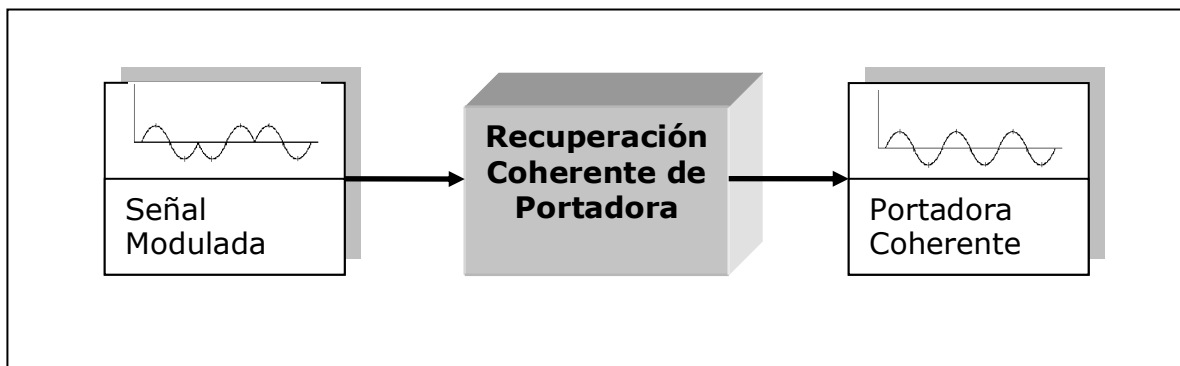 Señal
Modulada
Recuperación
Coherente de
Portadora
Portadora
Coherente